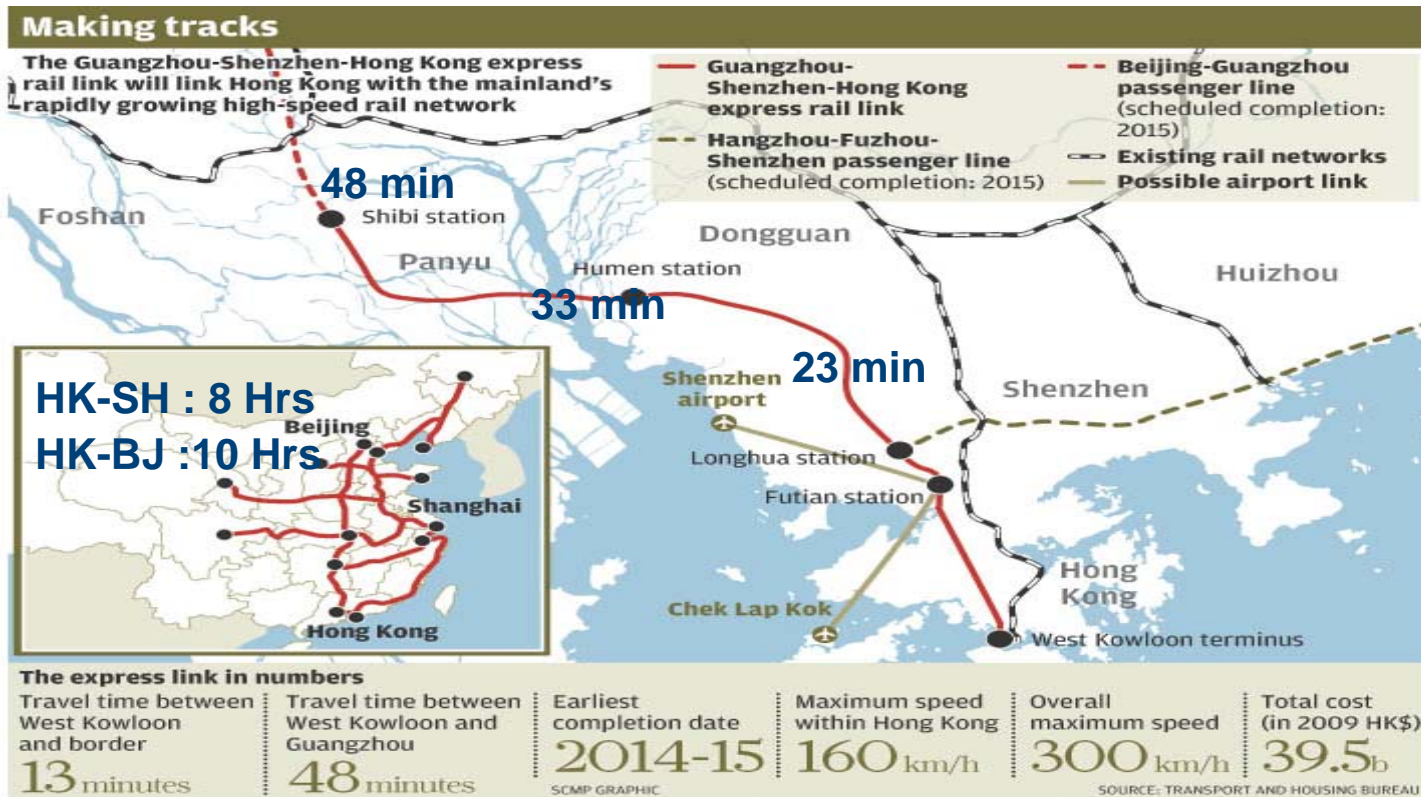 Making tracks
The Guangzhou-Shenzhen-Hong Kong express
rail link will link Hong Kong with the mainland's
rapidly growing high-speed rail network
Guangzhou-
Shenzhen-Hong Kong
express rail link
Hangzhou-Fuzhou-
Shenzhen passenger line
(scheduled completion: 2015)
Beijing-Guangzhou
passenger line
(scheduled completion:
2015)
Existing rail networks
Possible airport link
48 min
Foshan
Shibi station
Panyu
Dongguan
Humen station
Huizhou
33 min
23 min
Shenzhen
airport
Shenzhen
Longhua station
Futian station
HK-SH : 8 Hrs
Beijing
HK-BJ :10 Hrs
Shanghai
Hong Kong
Hong
Kong
Chek Lap Kok
West Kowloon terminus
The express link in numbers
Travel time between
West Kowloon
and border
13 minutes
Travel time between
West Kowloon and
Guangzhou
48 minutes
Earliest
completion date
2014-15
Maximum speed
within Hong Kong
160 km/h
Overall
maximum speed
300 km/h
Total cost
(in 2009 HK$)
39.5b
SCMP GRAPHIC
SOURCE: TRANSPORT AND HOUSING BUREAU